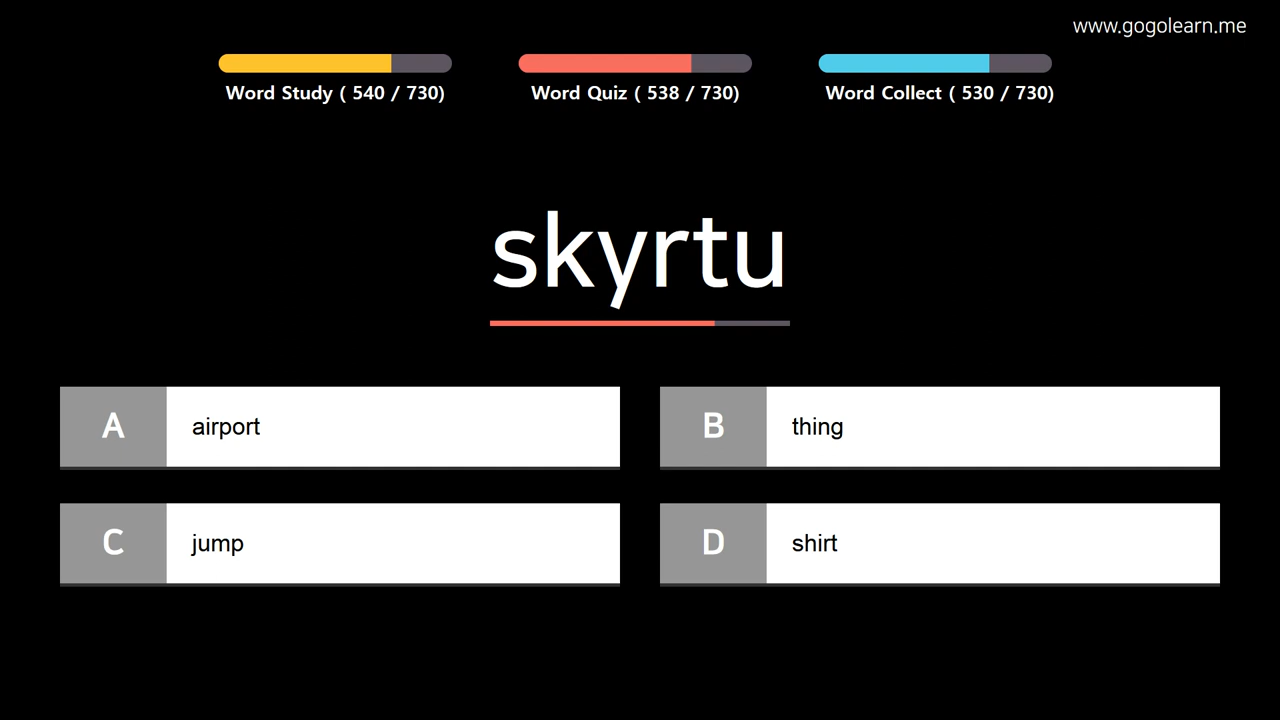 www.gogolearn.me
Word Study ( 540 / 730)
Word Quiz ( 538 / 730)
Word Collect ( 530 / 730)
skyrtu
A airport
B thing
C jump
D shirt